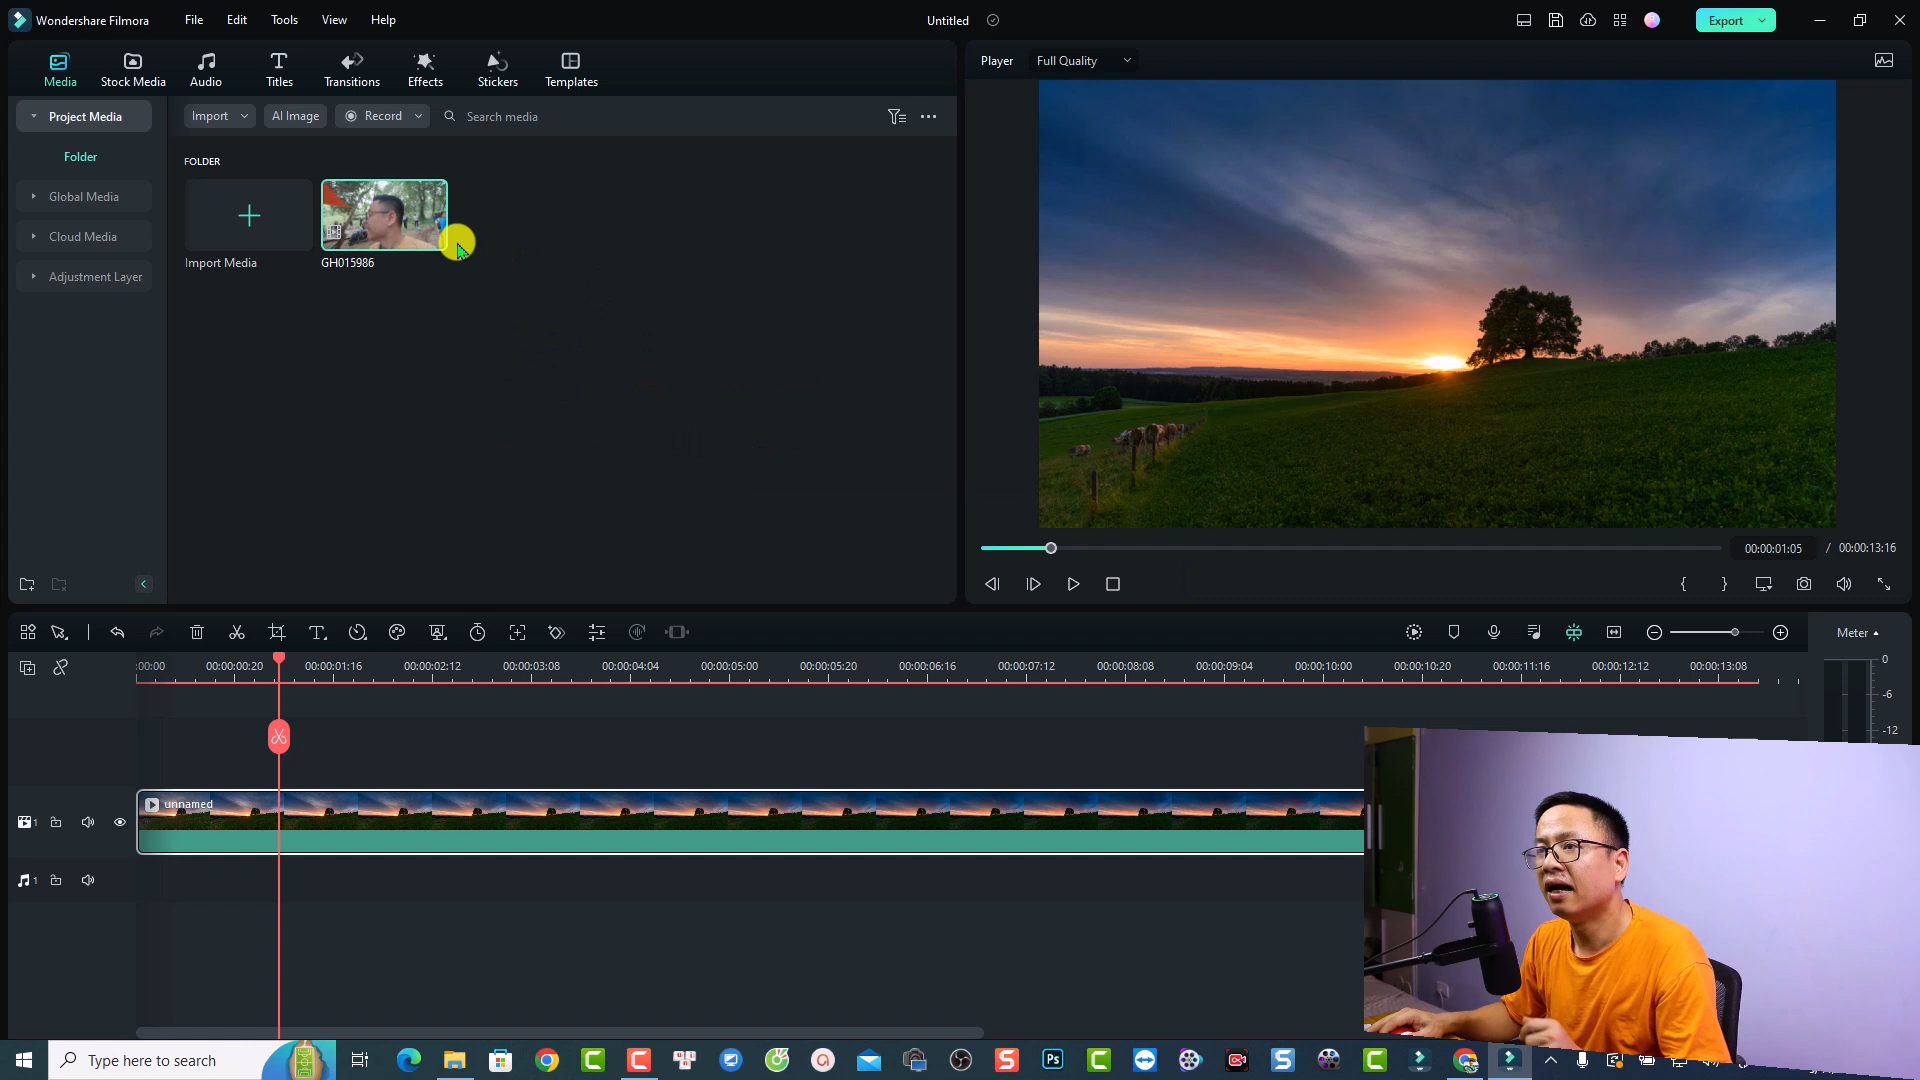 Wondershare Filmora File Edit Tools View Help Untitled Export
Media Stock Media Audio Titles Transitions Effects Stickers Templates
Player Full Quality
Project Media
Folder
Global Media
Cloud Media
Adjustment Layer
Import AI Image Record Search media
FOLDER
Import Media GH015986
00:00:01:05 / 00:00:13:16
Meter
:00:00 00:00:00:20 00:00:01:16 00:00:02:12 00:00:03:08 00:00:04:04 00:00:05:00 00:00:05:20 00:00:06:16 00:00:07:12 00:00:08:08 00:00:09:04 00:00:10:00 00:00:10:20 00:00:11:16 00:00:12:12 00:00:13:08
0
-6
-12
unnamed
1
1
Type here to search
Ps